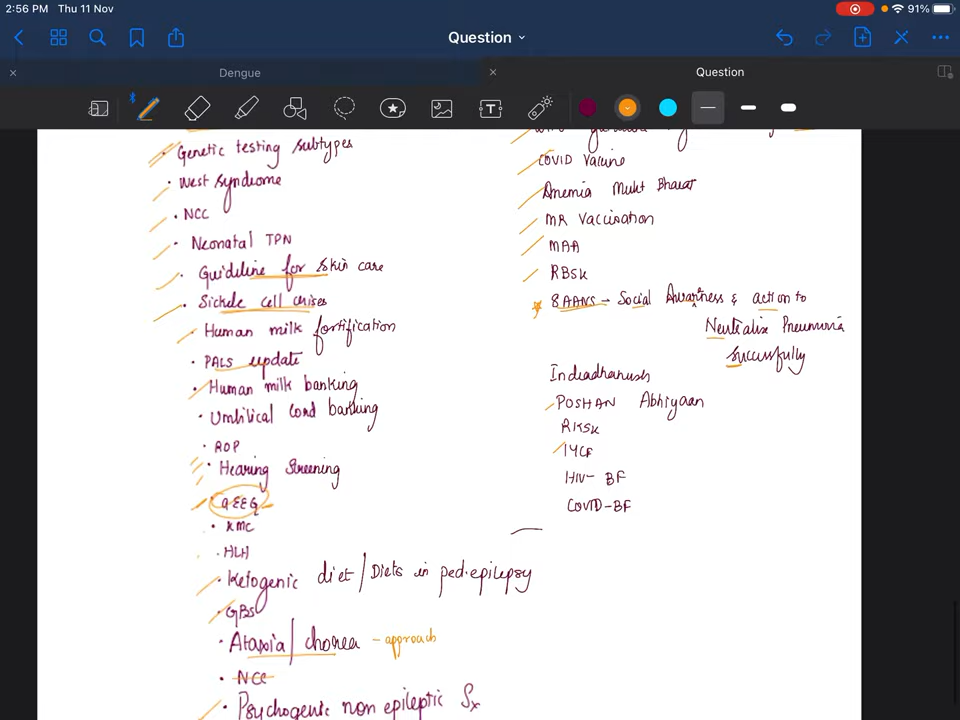 2:56 PM Thu 11 Nov
91%
Question
Dengue
Question
Genetic testing subtypes
West syndrome
NCC
Neonatal TPN
Guideline for skin care
Sickle cell crises
Human milk fortification
PALS update
Human milk banking
Umbilical cord banking
ROP
Hearing Screening
aEEG
KMC
HLH
Ketogenic diet/Diets in ped.epilepsy
GBS
Ataxia/chorea - approach
NCC
Psychogenic non epileptic Sx
COVID Vaccine
Anemia Mukt Bharat
MR Vaccination
MAA
RBSK
SAANS - Social Awareness & action to
Neutralise Pneumonia
successfully
Indradhanush
POSHAN Abhiyaan
RKSK
IYCF
HIV- BF
COVID-BF